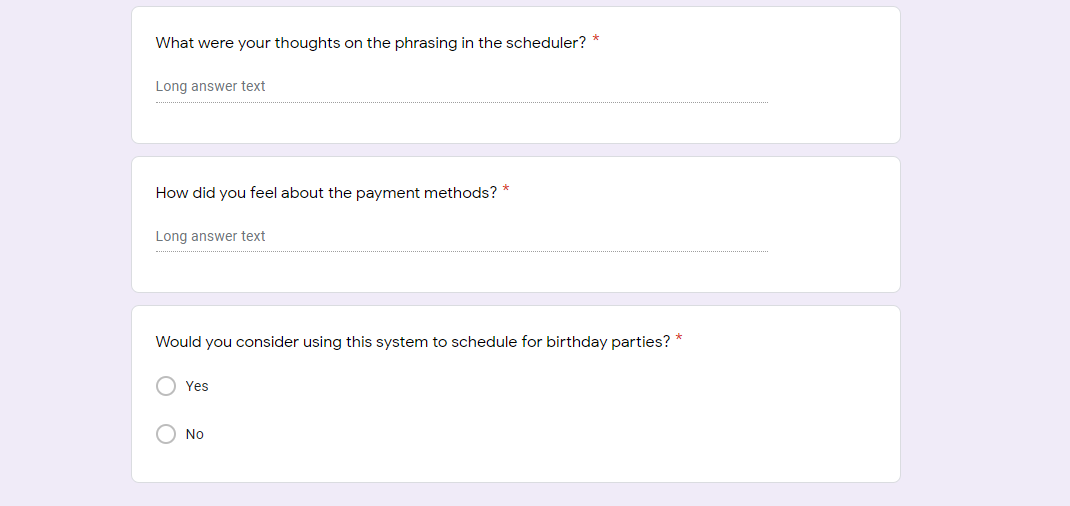 What were your thoughts on the phrasing in the scheduler? *
Long answer text
How did you feel about the payment methods? *
Long answer text
Would you consider using this system to schedule for birthday parties? *
Yes
No